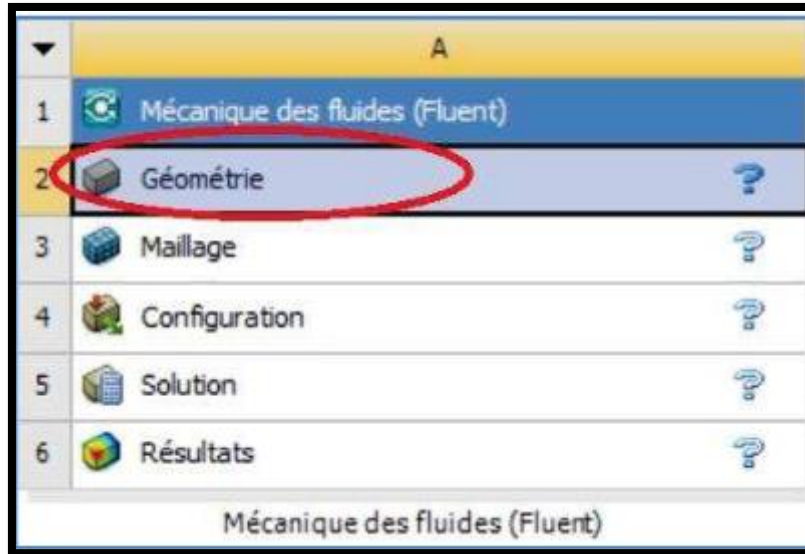 A
1 Mécanique des fluides (Fluent)
2 Géométrie ?
3 Maillage ?
4 Configuration ?
5 Solution ?
6 Résultats ?
Mécanique des fluides (Fluent)